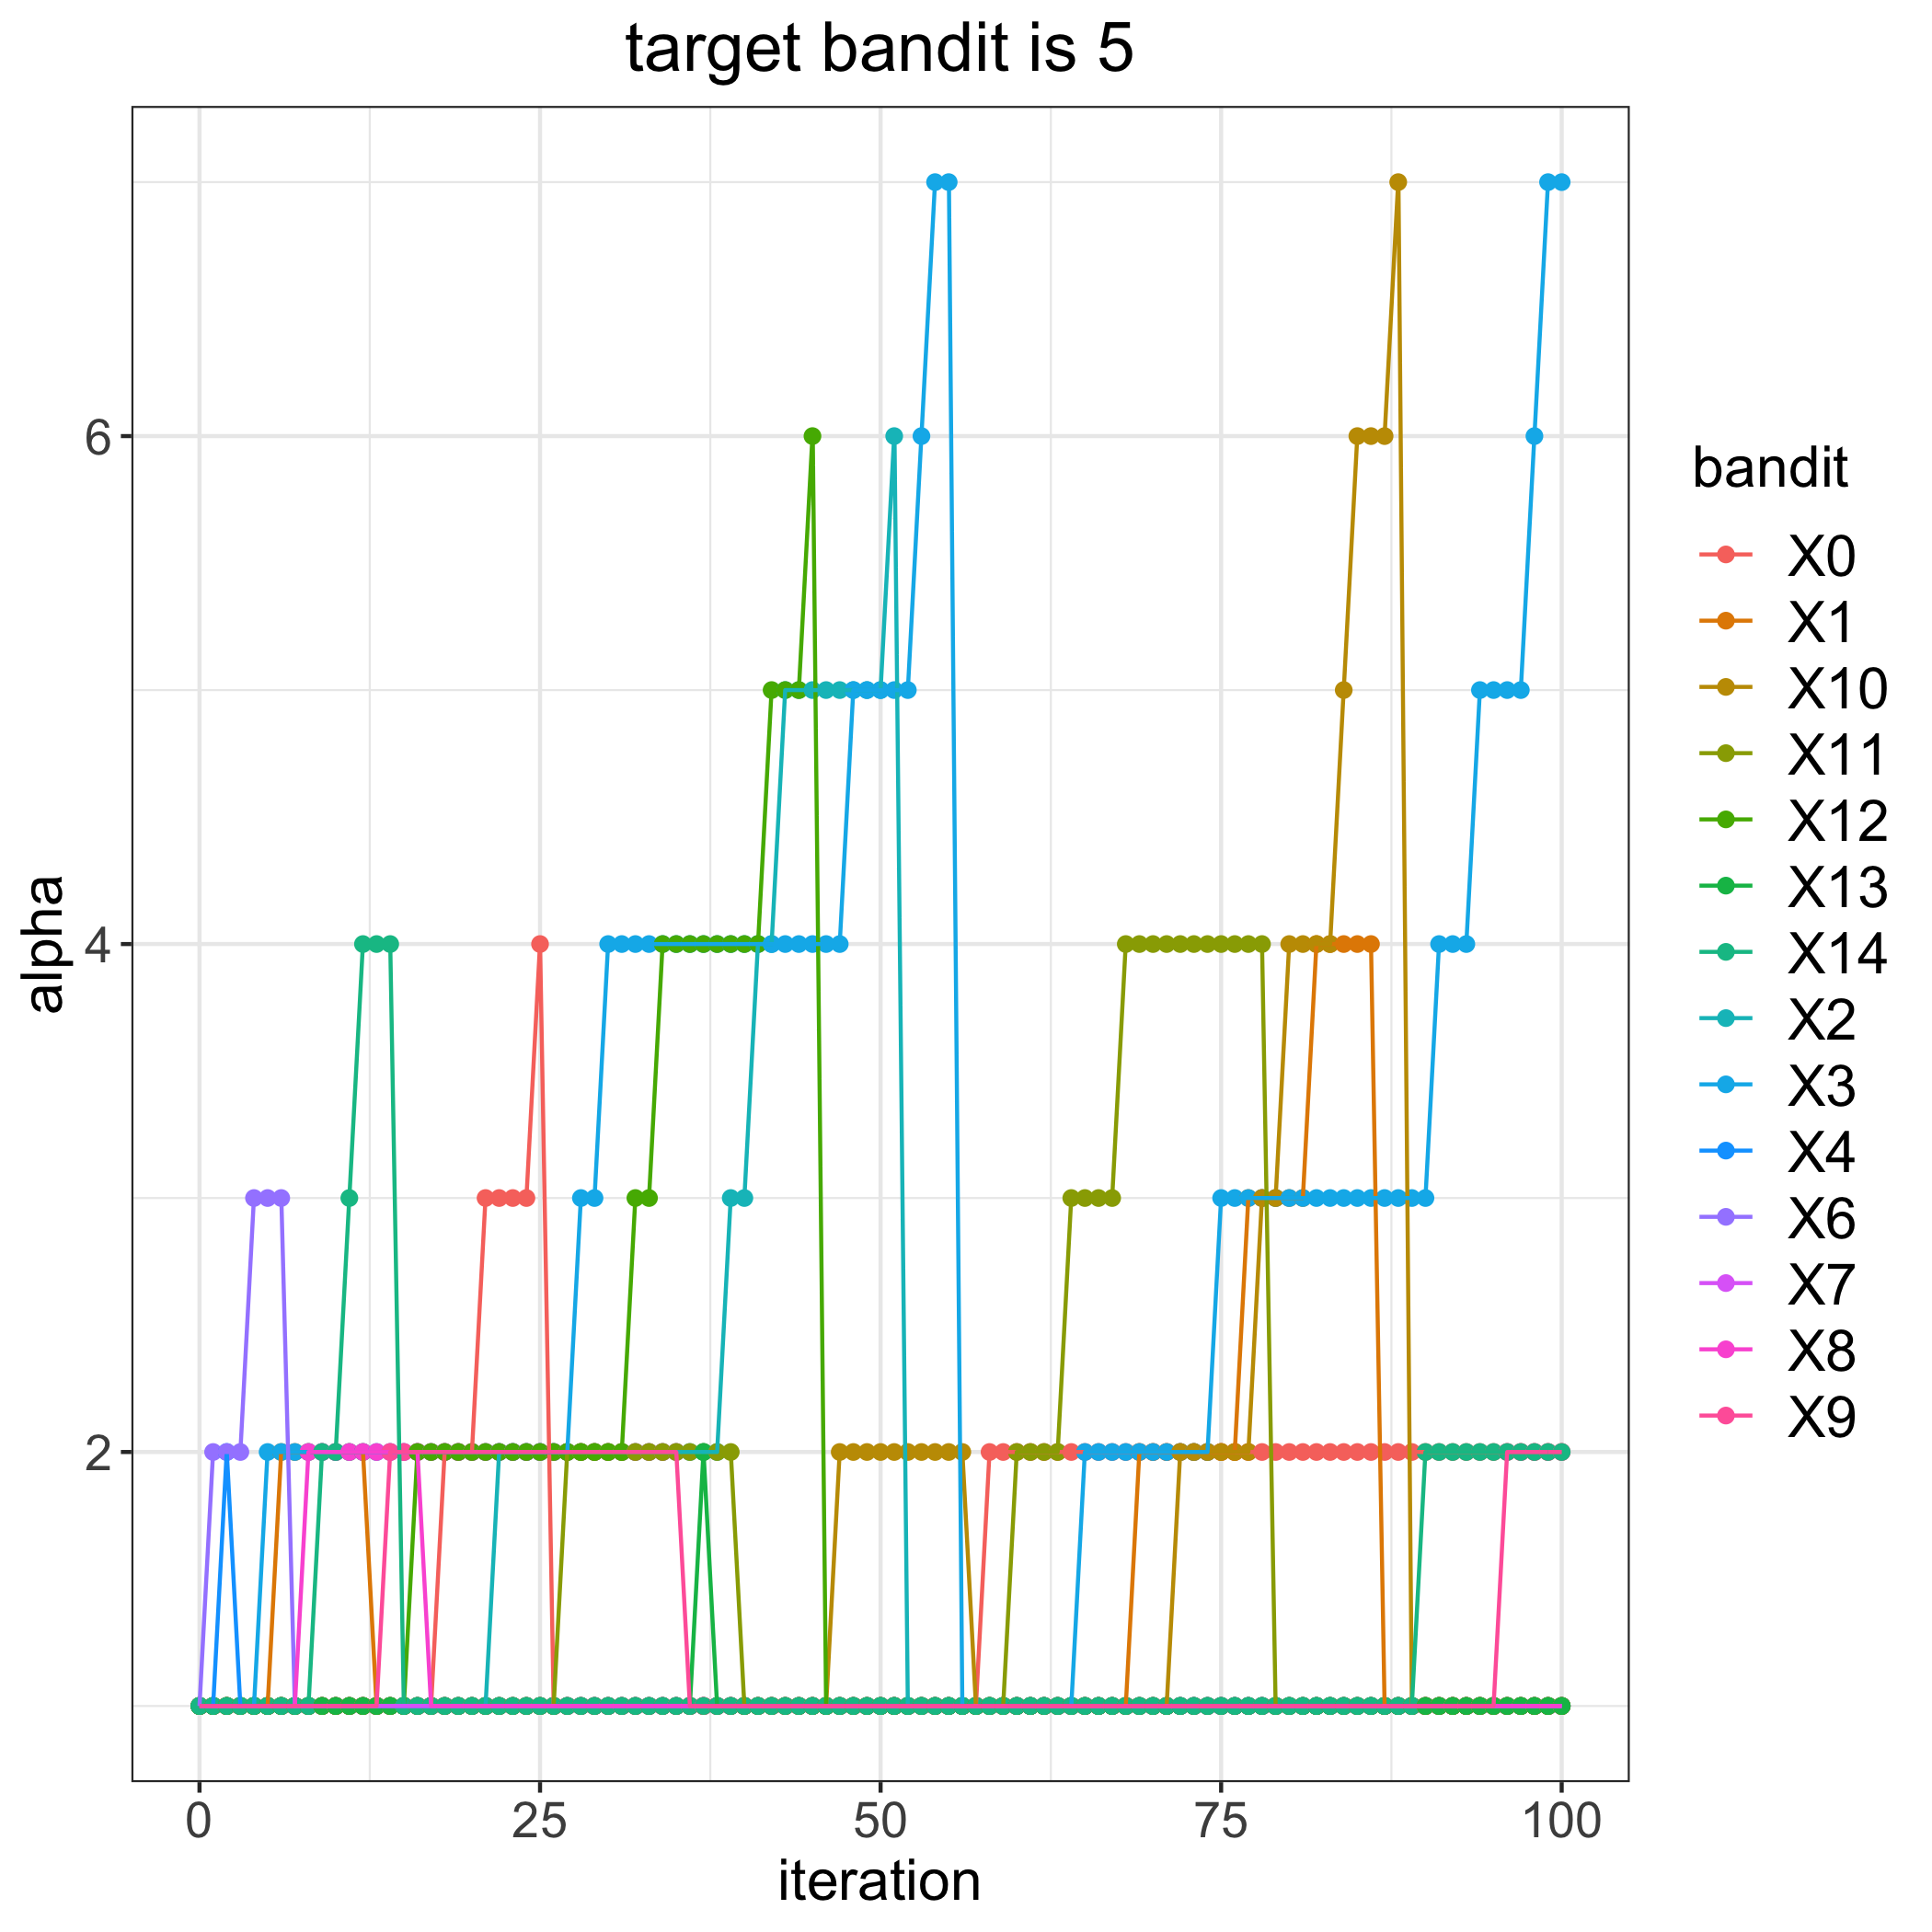 target bandit is 5
6
4
2
alpha
0 25 50 75 100
iteration
bandit
X0
X1
X10
X11
X12
X13
X14
X2
X3
X4
X6
X7
X8
X9